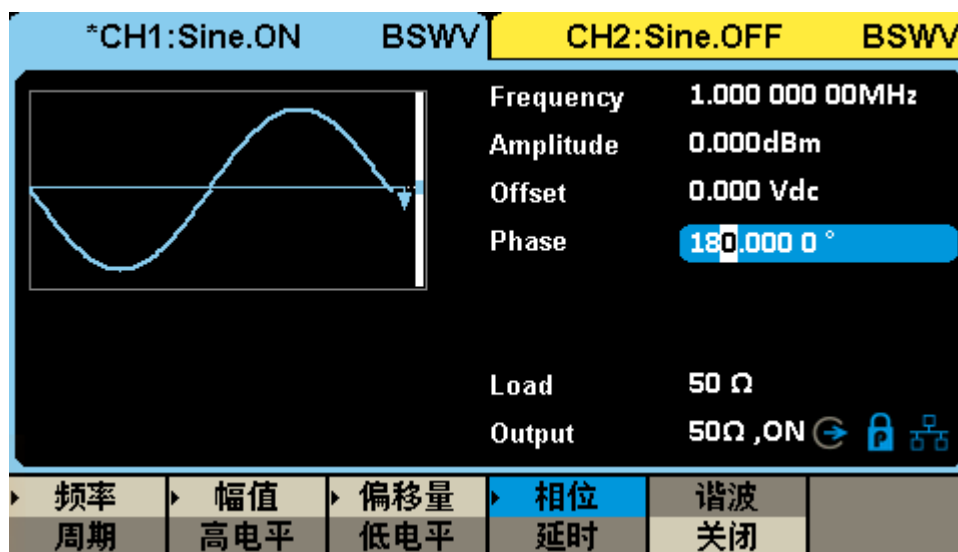 *CH1:Sine.ON BSWV CH2:Sine.OFF BSWV
Frequency 1.000 000 00MHz
Amplitude 0.000dBm
Offset 0.000 Vdc
Phase 180.000 0 °
Load 50 Ω
Output 50Ω ,ON P
频率 幅值 偏移量 相位 谐波
周期 高电平 低电平 延时 关闭